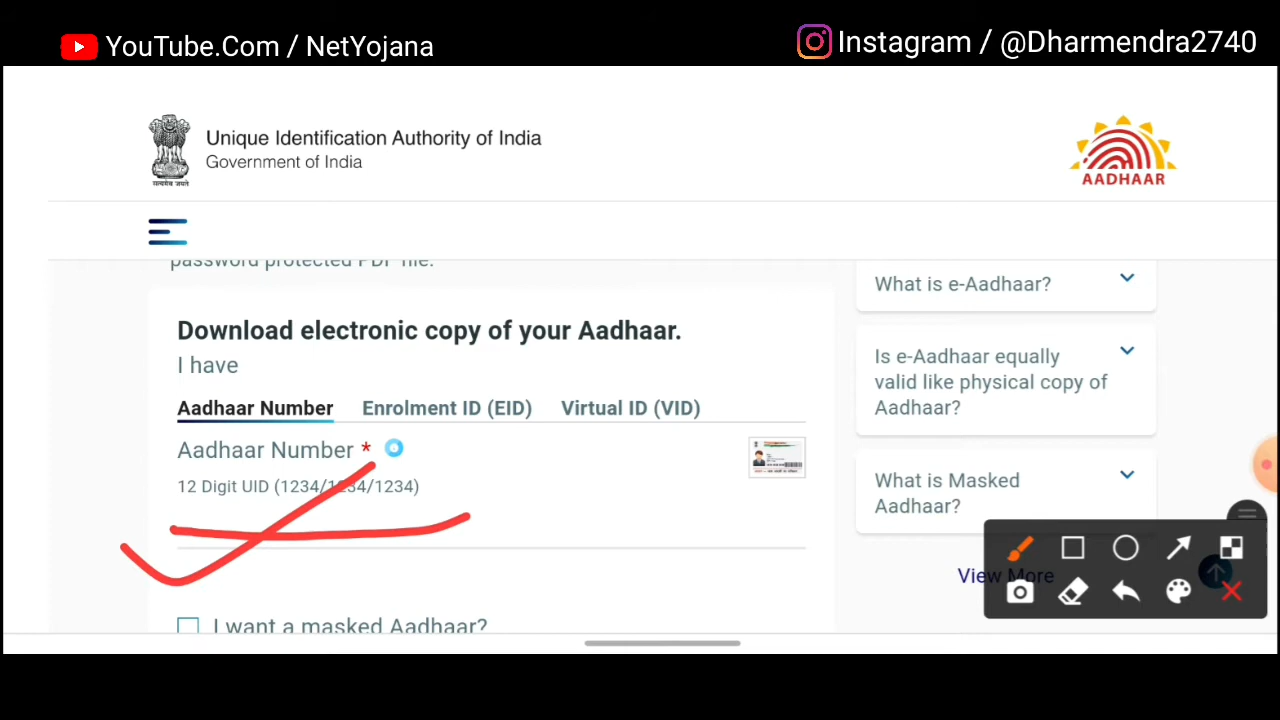 YouTube.Com / NetYojana
Instagram / @Dharmendra2740
सत्यमेव जयते
Unique Identification Authority of India
Government of India
AADHAAR
password protected PDF file.
Download electronic copy of your Aadhaar.
I have
Aadhaar Number
Enrolment ID (EID)
Virtual ID (VID)
Aadhaar Number *
12 Digit UID (1234/1234/1234)
I want a masked Aadhaar?
What is e-Aadhaar?
Is e-Aadhaar equally
valid like physical copy of
Aadhaar?
What is Masked
Aadhaar?
View More